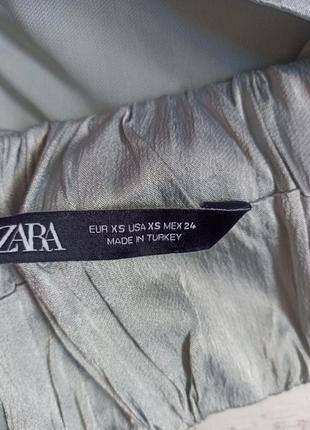 ZARA
EUR XS USA XS MEX 24
MADE IN TURKEY